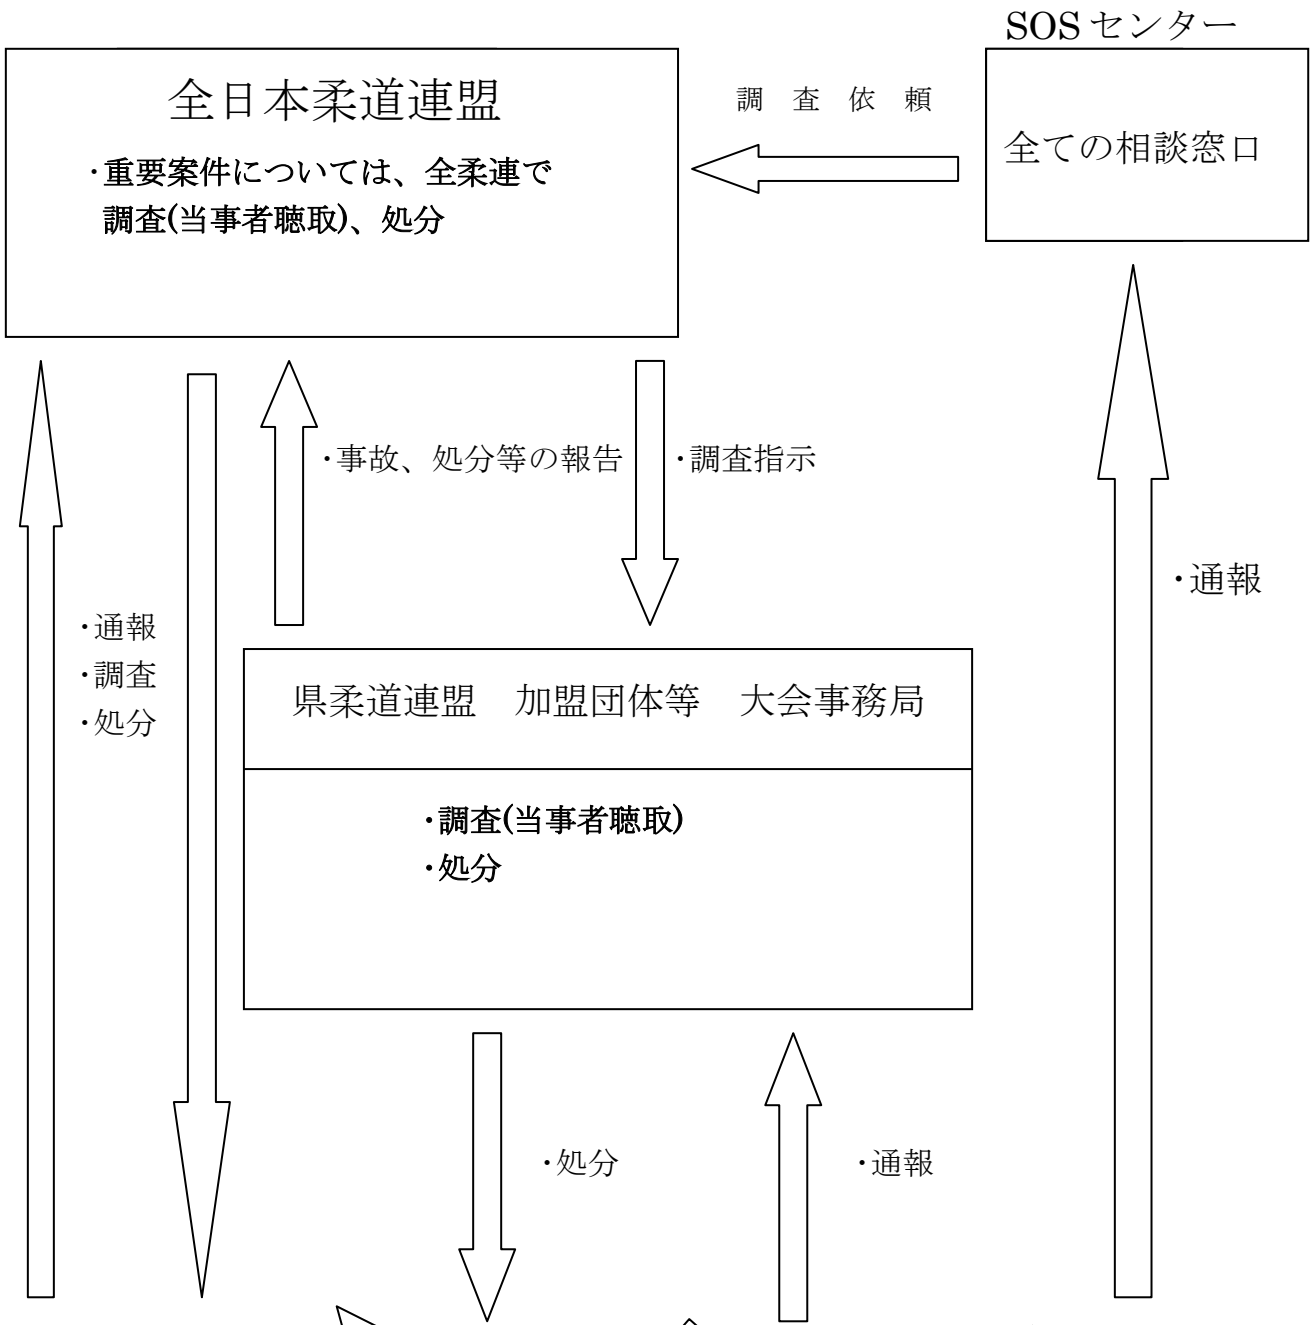 SOS センター
全日本柔道連盟
・重要案件については、全柔連で
調査(当事者聴取)、処分
調 査 依 頼
全ての相談窓口
・事故、処分等の報告
・調査指示
・通報
・通報
・調査
・処分
県柔道連盟 加盟団体等 大会事務局
・調査(当事者聴取)
・処分
・処分
・通報